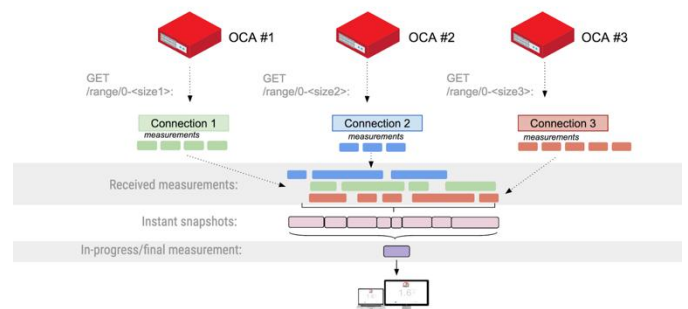 OCA #1
OCA #2
OCA #3
GET
/range/0-<size1>:
GET
/range/0-<size2>:
GET
/range/0-<size3>:
Connection 1
Connection 2
Connection 3
measurements
measurements
measurements
Received measurements:
Instant snapshots:
In-progress/final measurement: